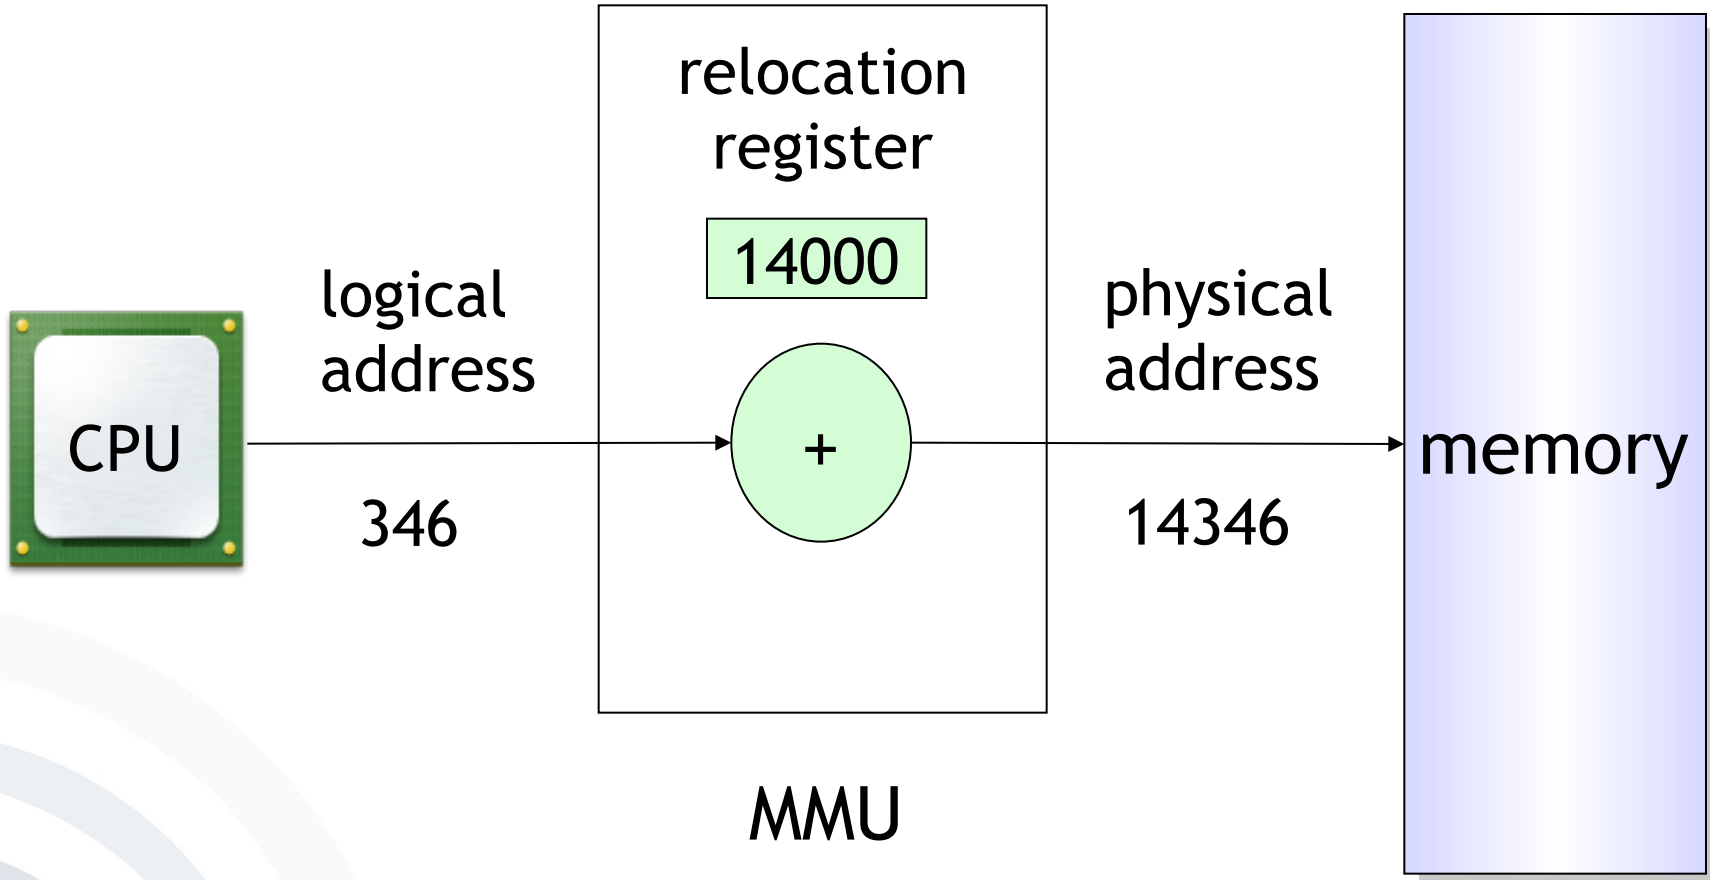 relocation
register
14000
logical
address
physical
address
CPU
+
memory
346
14346
MMU